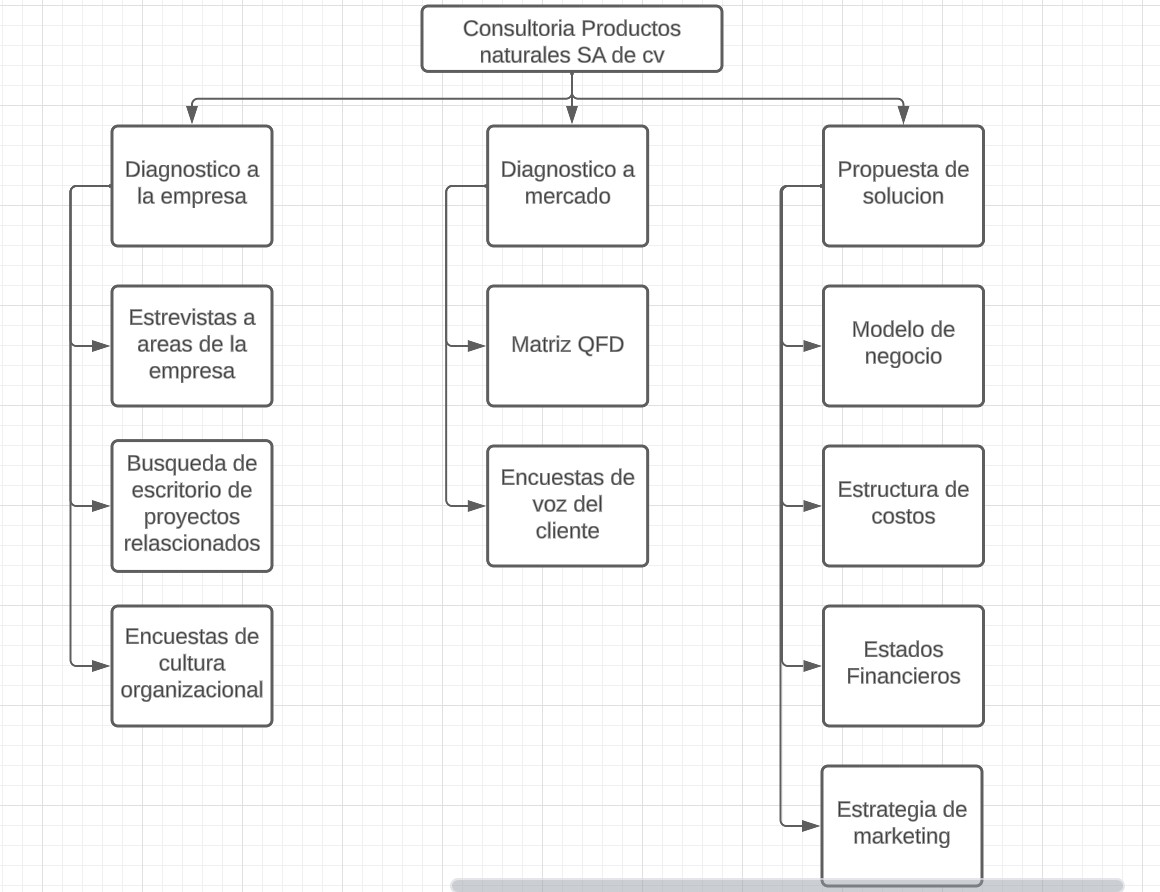 Consultoria Productos
naturales SA de cv
Diagnostico a
la empresa
Estrevistas a
areas de la
empresa
Busqueda de
escritorio de
proyectos
relascionados
Encuestas de
cultura
organizacional
Diagnostico a
mercado
Matriz QFD
Encuestas de
voz del
cliente
Propuesta de
solucion
Modelo de
negocio
Estructura de
costos
Estados
Financieros
Estrategia de
marketing